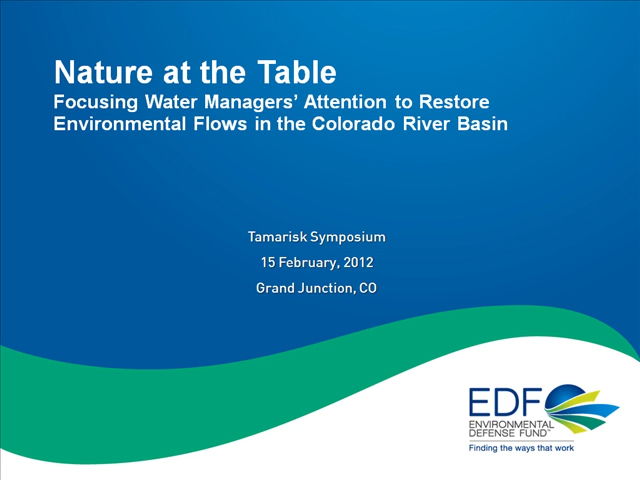 Nature at the Table
Focusing Water Managers’ Attention to Restore
Environmental Flows in the Colorado River Basin
Tamarisk Symposium
15 February, 2012
Grand Junction, CO
EDF
ENVIRONMENTAL
DEFENSE FUND™
Finding the ways that work